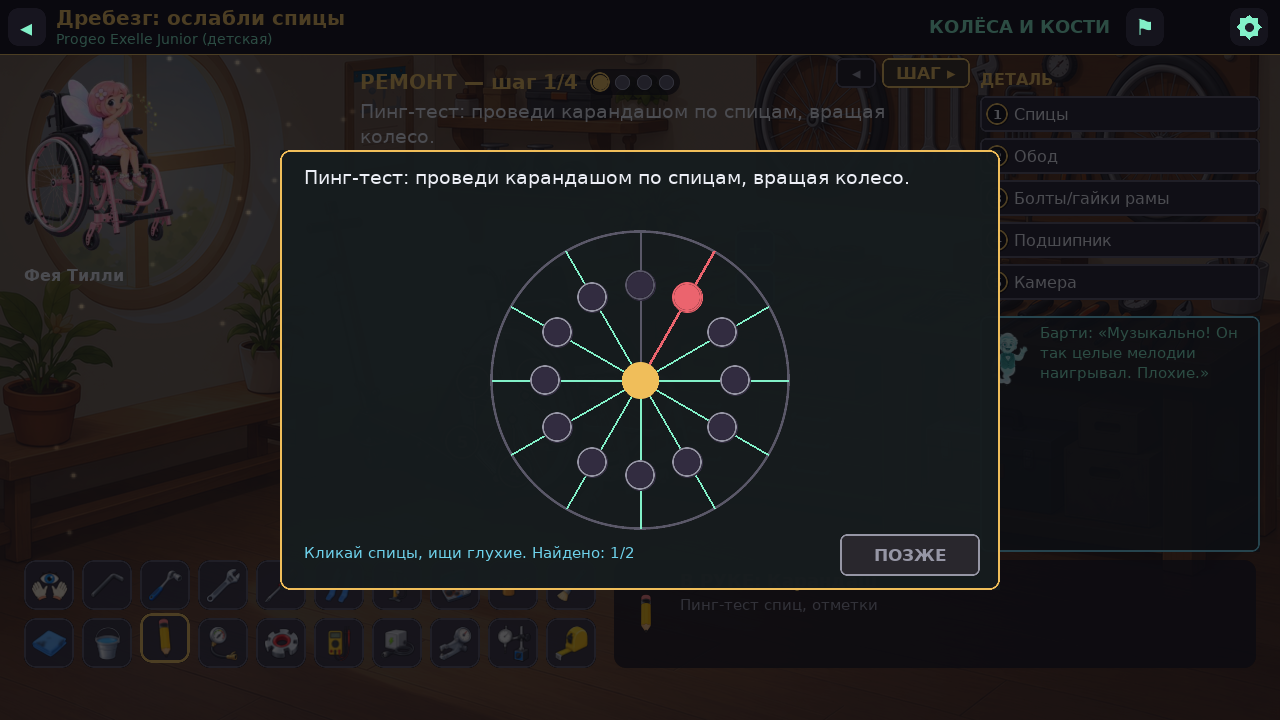 Дребезг: ослабли спицы
Progeo Exelle Junior (детская)
КОЛЁСА И КОСТИ
РЕМОНТ — шаг 1/4
ШАГ ▸
ДЕТАЛЬ
Пинг-тест: проведи карандашом по спицам, вращая
колесо.
1 Спицы
Обод
Болты/гайки рамы
Подшипник
Камера
Фея Тилли
Пинг-тест: проведи карандашом по спицам, вращая колесо.
Барти: «Музыкально! Он
так целые мелодии
наигрывал. Плохие.»
Кликай спицы, ищи глухие. Найдено: 1/2
ПОЗЖЕ
Пинг-тест спиц, отметки